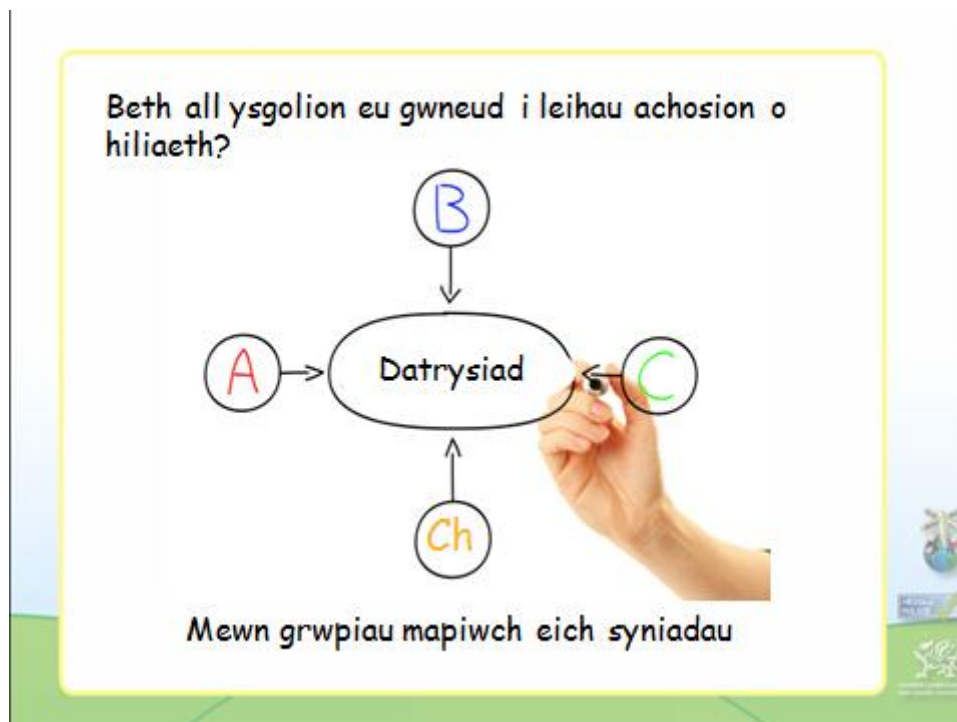 Beth all ysgolion eu gwneud i leihau achosion o
hiliaeth?
B
A
Datrysiad
C
Ch
Mewn grwpiau mapiwch eich syniadau